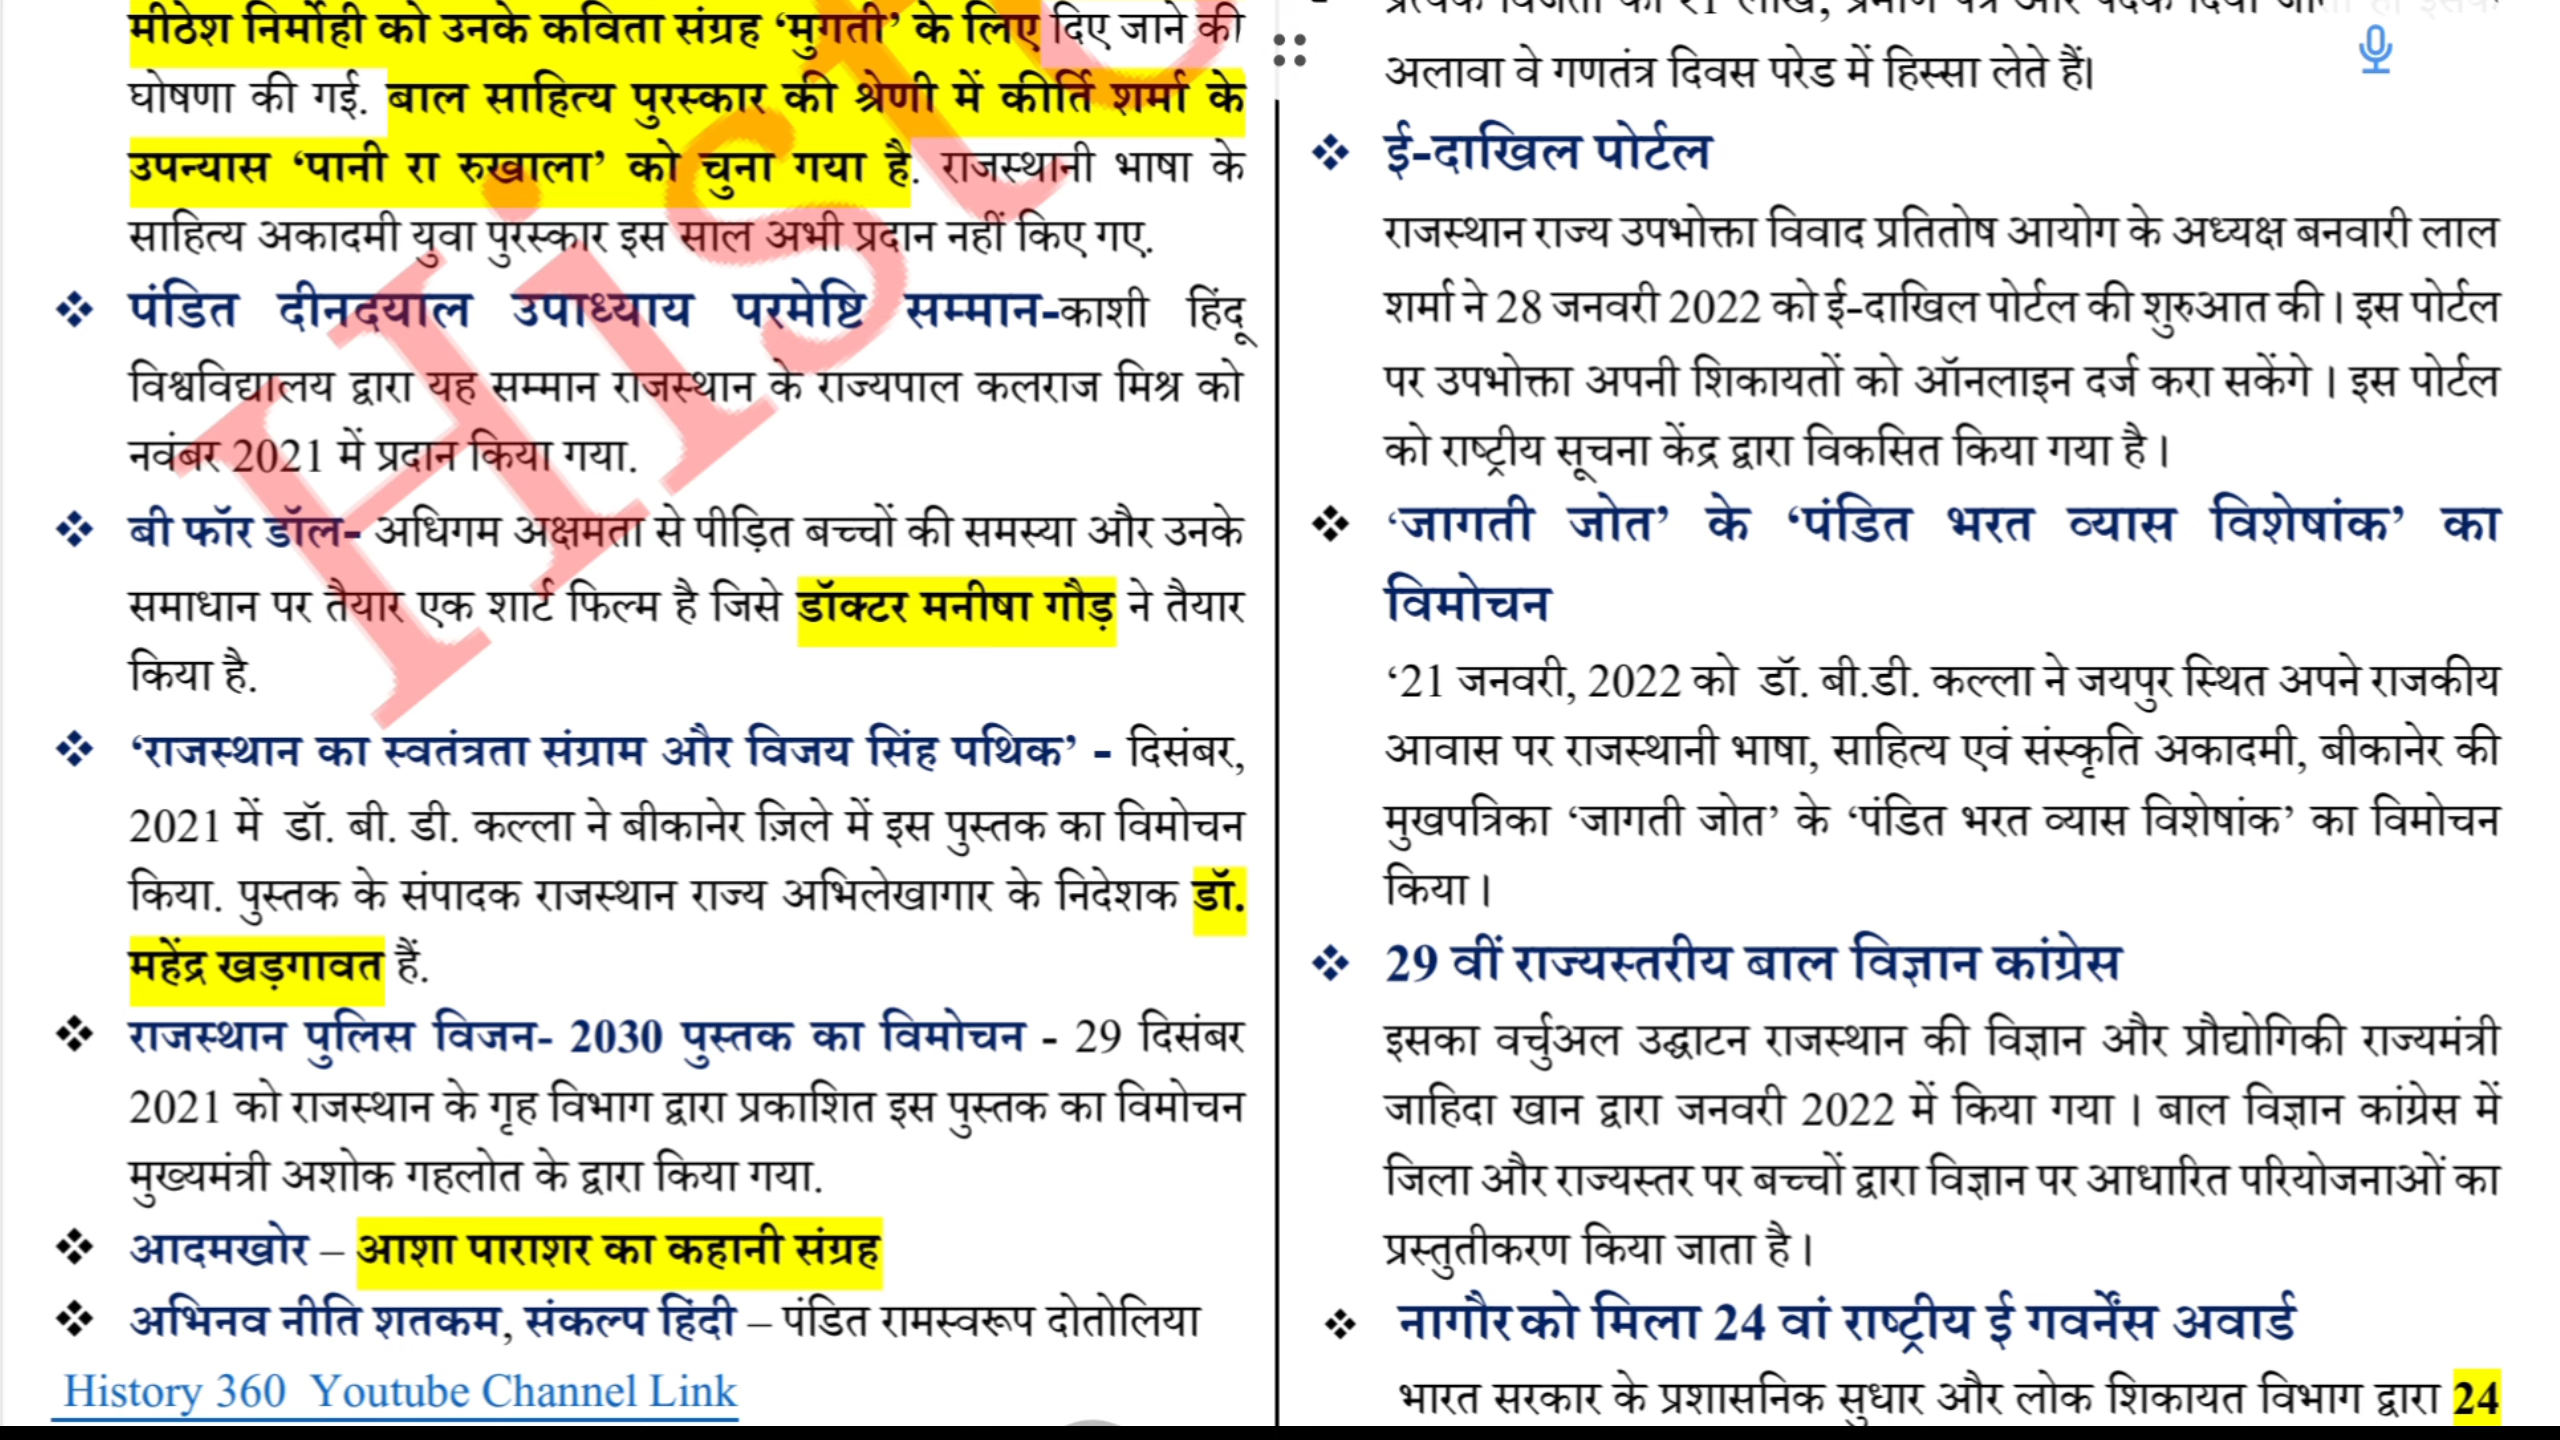 मीठेश निर्मोही को उनके कविता संग्रह ‘मुगती’ के लिए दिए जाने की
घोषणा की गई. बाल साहित्य पुरस्कार की श्रेणी में कीर्ति शर्मा के
उपन्यास ‘पानी रा रुखाला’ को चुना गया है. राजस्थानी भाषा के
साहित्य अकादमी युवा पुरस्कार इस साल अभी प्रदान नहीं किए गए.
❖ पंडित दीनदयाल उपाध्याय परमेष्टि सम्मान-काशी हिंदू
विश्वविद्यालय द्वारा यह सम्मान राजस्थान के राज्यपाल कलराज मिश्र को
नवंबर 2021 में प्रदान किया गया.
❖ बी फॉर डॉल- अधिगम अक्षमता से पीड़ित बच्चों की समस्या और उनके
समाधान पर तैयार एक शार्ट फिल्म है जिसे डॉक्टर मनीषा गौड़ ने तैयार
किया है.
❖ ‘राजस्थान का स्वतंत्रता संग्राम और विजय सिंह पथिक’ - दिसंबर,
2021 में डॉ. बी. डी. कल्ला ने बीकानेर ज़िले में इस पुस्तक का विमोचन
किया. पुस्तक के संपादक राजस्थान राज्य अभिलेखागार के निदेशक डॉ.
महेंद्र खड़गावत हैं.
❖ राजस्थान पुलिस विजन- 2030 पुस्तक का विमोचन - 29 दिसंबर
2021 को राजस्थान के गृह विभाग द्वारा प्रकाशित इस पुस्तक का विमोचन
मुख्यमंत्री अशोक गहलोत के द्वारा किया गया.
❖ आदमखोर – आशा पाराशर का कहानी संग्रह
❖ अभिनव नीति शतकम, संकल्प हिंदी – पंडित रामस्वरूप दोतोलिया
History 360 Youtube Channel Link
प्रत्येक विजेता को ₹1 लाख, प्रमाण पत्र और पदक दिया
अलावा वे गणतंत्र दिवस परेड में हिस्सा लेते हैं।
❖ ई-दाखिल पोर्टल
राजस्थान राज्य उपभोक्ता विवाद प्रतितोष आयोग के अध्यक्ष बनवारी लाल
शर्मा ने 28 जनवरी 2022 को ई-दाखिल पोर्टल की शुरुआत की। इस पोर्टल
पर उपभोक्ता अपनी शिकायतों को ऑनलाइन दर्ज करा सकेंगे। इस पोर्टल
को राष्ट्रीय सूचना केंद्र द्वारा विकसित किया गया है।
❖ ‘जागती जोत’ के ‘पंडित भरत व्यास विशेषांक’ का
विमोचन
‘21 जनवरी, 2022 को डॉ. बी.डी. कल्ला ने जयपुर स्थित अपने राजकीय
आवास पर राजस्थानी भाषा, साहित्य एवं संस्कृति अकादमी, बीकानेर की
मुखपत्रिका ‘जागती जोत’ के ‘पंडित भरत व्यास विशेषांक’ का विमोचन
किया।
❖ 29 वीं राज्यस्तरीय बाल विज्ञान कांग्रेस
इसका वर्चुअल उद्घाटन राजस्थान की विज्ञान और प्रौद्योगिकी राज्यमंत्री
जाहिदा खान द्वारा जनवरी 2022 में किया गया। बाल विज्ञान कांग्रेस में
जिला और राज्यस्तर पर बच्चों द्वारा विज्ञान पर आधारित परियोजनाओं का
प्रस्तुतीकरण किया जाता है।
❖ नागौर को मिला 24 वां राष्ट्रीय ई गवर्नेंस अवार्ड
भारत सरकार के प्रशासनिक सुधार और लोक शिकायत विभाग द्वारा 24